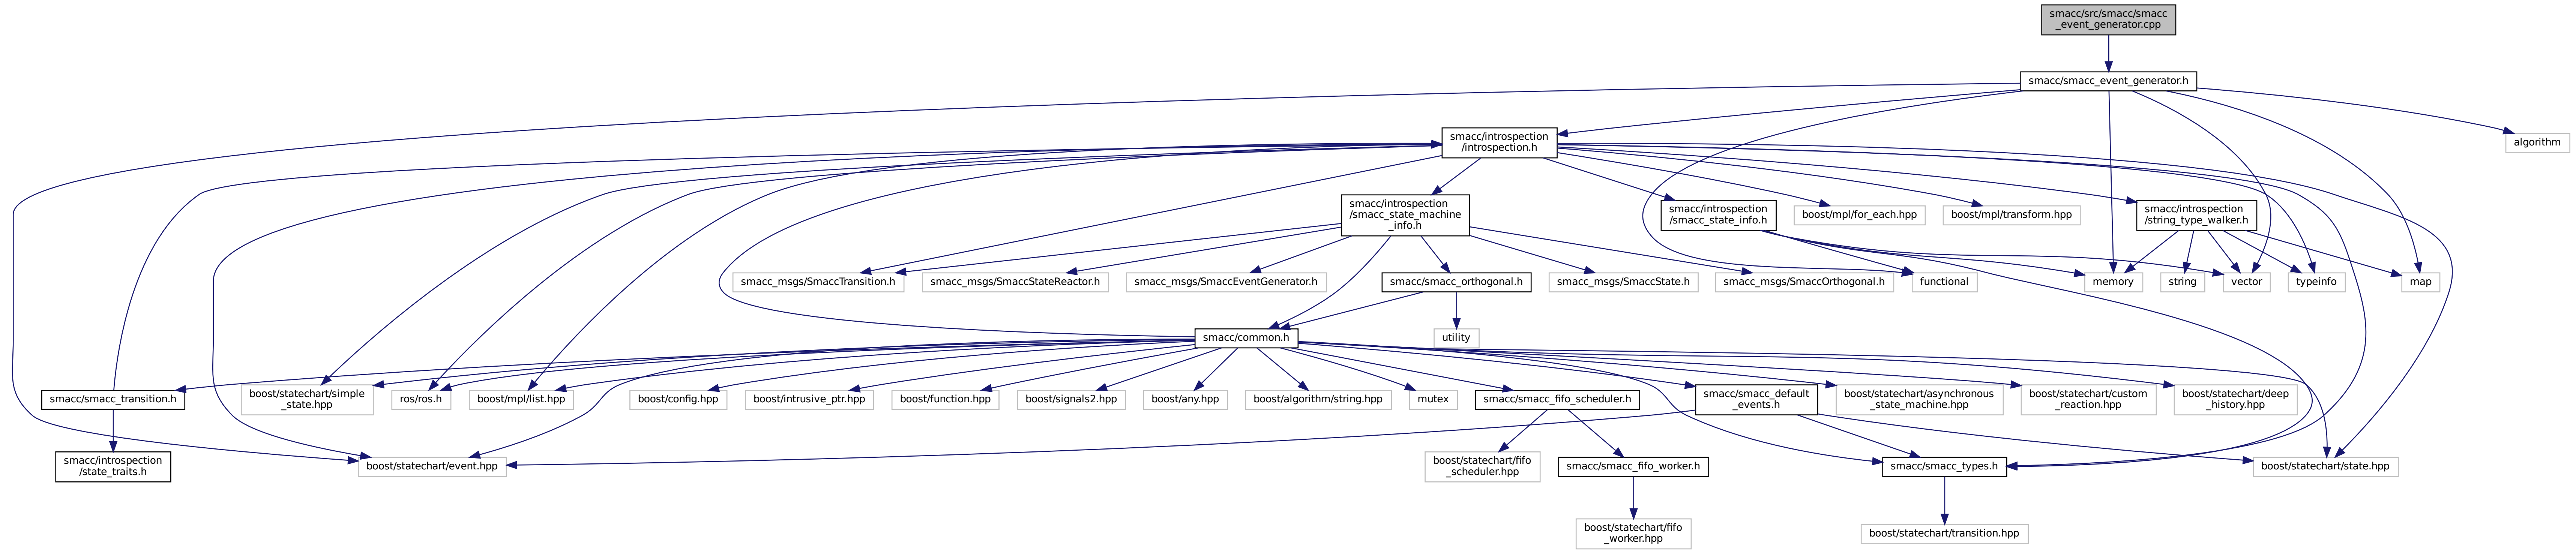 smacc/src/smacc/smacc
_event_generator.cpp
smacc/smacc_event_generator.h
smacc/introspection
/introspection.h
algorithm
smacc/introspection
/smacc_state_machine
_info.h
smacc/introspection
/smacc_state_info.h
boost/mpl/for_each.hpp
boost/mpl/transform.hpp
smacc/introspection
/string_type_walker.h
smacc_msgs/SmaccTransition.h
smacc_msgs/SmaccStateReactor.h
smacc_msgs/SmaccEventGenerator.h
smacc/smacc_orthogonal.h
smacc_msgs/SmaccState.h
smacc_msgs/SmaccOrthogonal.h
functional
memory
string
vector
typeinfo
map
smacc/common.h
utility
smacc/smacc_transition.h
boost/statechart/simple
_state.hpp
ros/ros.h
boost/mpl/list.hpp
boost/config.hpp
boost/intrusive_ptr.hpp
boost/function.hpp
boost/signals2.hpp
boost/any.hpp
boost/algorithm/string.hpp
mutex
smacc/smacc_fifo_scheduler.h
smacc/smacc_default
_events.h
boost/statechart/asynchronous
_state_machine.hpp
boost/statechart/custom
_reaction.hpp
boost/statechart/deep
_history.hpp
smacc/introspection
/state_traits.h
boost/statechart/event.hpp
boost/statechart/fifo
_scheduler.hpp
smacc/smacc_fifo_worker.h
smacc/smacc_types.h
boost/statechart/state.hpp
boost/statechart/fifo
_worker.hpp
boost/statechart/transition.hpp